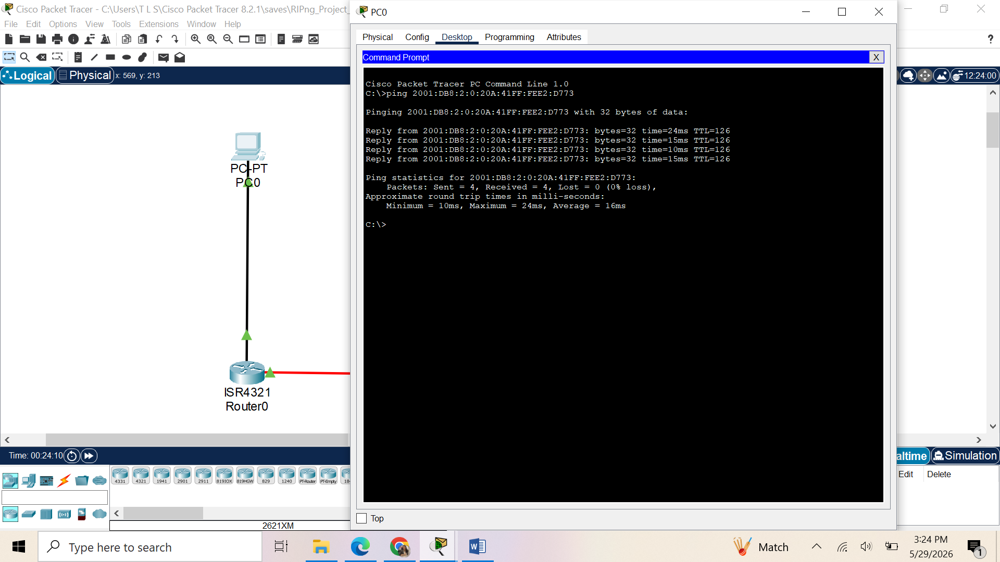 Cisco Packet Tracer - C:\Users\T L S\Cisco Packet Tracer 8.2.1\saves\RIPng_Project_
File Edit Options View Tools Extensions Window Help
Logical
Physical
x: 569, y: 213
12:24:00
PC-PT
PC0
ISR4321
Router0
Time: 00:24:10
altime
Simulation
4331 4321 1941 2901 2911 819IOX 819HGW 829 1240 PT-Router PT-Empty 184
2621XM
Edit Delete
PC0
Physical Config Desktop Programming Attributes
Command Prompt
X
Cisco Packet Tracer PC Command Line 1.0
C:\>ping 2001:DB8:2:0:20A:41FF:FEE2:D773
Pinging 2001:DB8:2:0:20A:41FF:FEE2:D773 with 32 bytes of data:
Reply from 2001:DB8:2:0:20A:41FF:FEE2:D773: bytes=32 time=24ms TTL=126
Reply from 2001:DB8:2:0:20A:41FF:FEE2:D773: bytes=32 time=15ms TTL=126
Reply from 2001:DB8:2:0:20A:41FF:FEE2:D773: bytes=32 time=10ms TTL=126
Reply from 2001:DB8:2:0:20A:41FF:FEE2:D773: bytes=32 time=15ms TTL=126
Ping statistics for 2001:DB8:2:0:20A:41FF:FEE2:D773:
Packets: Sent = 4, Received = 4, Lost = 0 (0% loss),
Approximate round trip times in milli-seconds:
Minimum = 10ms, Maximum = 24ms, Average = 16ms
C:\>
Top
Type here to search
Match
3:24 PM
5/29/2026
1